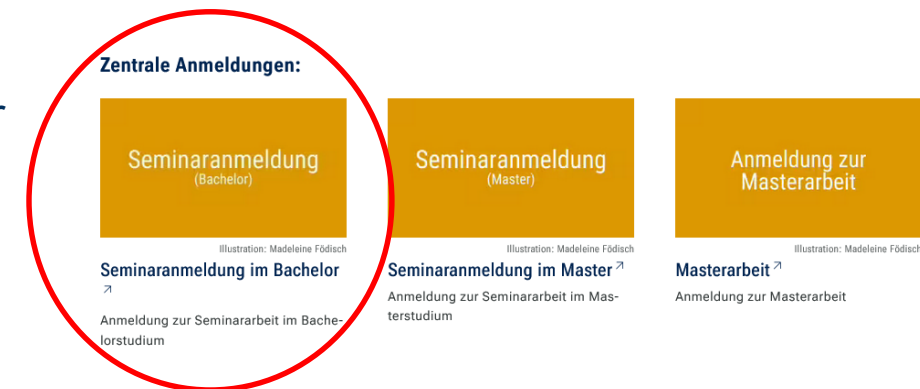 Zentrale Anmeldungen:
Seminaranmeldung
(Bachelor)
Illustration: Madeleine Födisch
Seminaranmeldung im Bachelor
↗
Anmeldung zur Seminararbeit im Bache-
lorstudium
Seminaranmeldung
(Master)
Illustration: Madeleine Födisch
Seminaranmeldung im Master ↗
Anmeldung zur Seminararbeit im Mas-
terstudium
Anmeldung zur
Masterarbeit
Illustration: Madeleine Födisch
Masterarbeit ↗
Anmeldung zur Masterarbeit